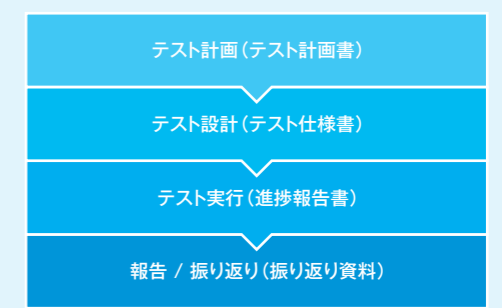 テスト計画(テスト計画書)
テスト設計(テスト仕様書)
テスト実行(進捗報告書)
報告 / 振り返り(振り返り資料)